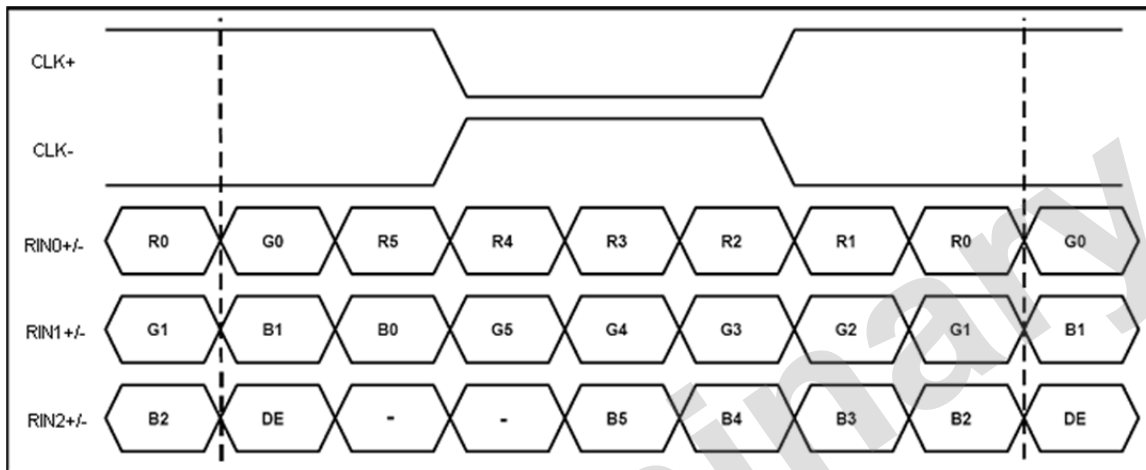 CLK+
CLK-
RIN0+/- R0 G0 R5 R4 R3 R2 R1 R0 G0
RIN1+/- G1 B1 B0 G5 G4 G3 G2 G1 B1
RIN2+/- B2 DE - - B5 B4 B3 B2 DE
inary